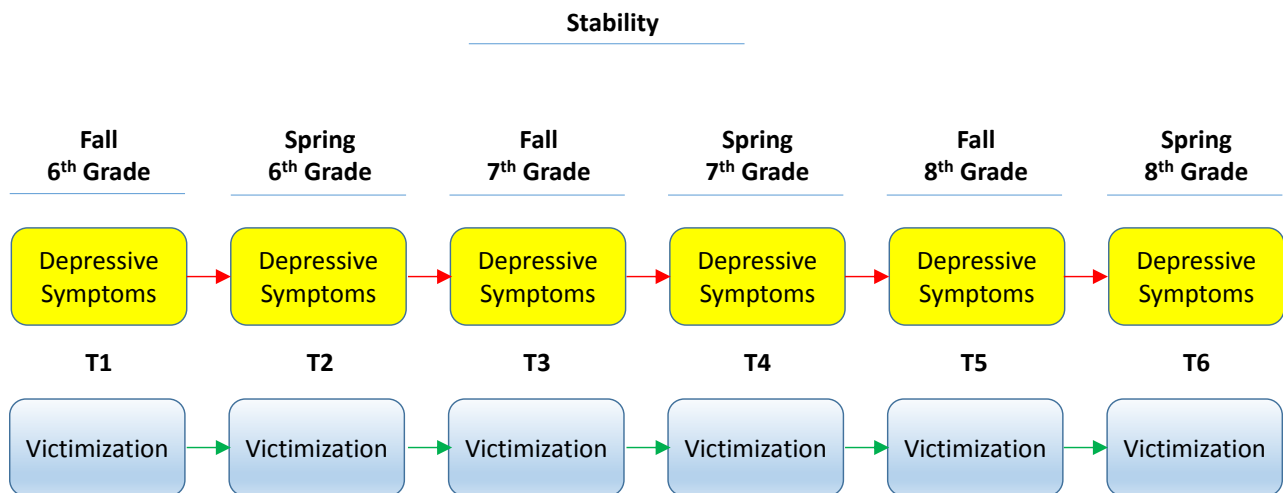 Stability
Fall Spring Fall Spring Fall Spring
6th Grade 6th Grade 7th Grade 7th Grade 8th Grade 8th Grade
Depressive Depressive Depressive Depressive Depressive Depressive
Symptoms Symptoms Symptoms Symptoms Symptoms Symptoms
T1 T2 T3 T4 T5 T6
Victimization Victimization Victimization Victimization Victimization Victimization